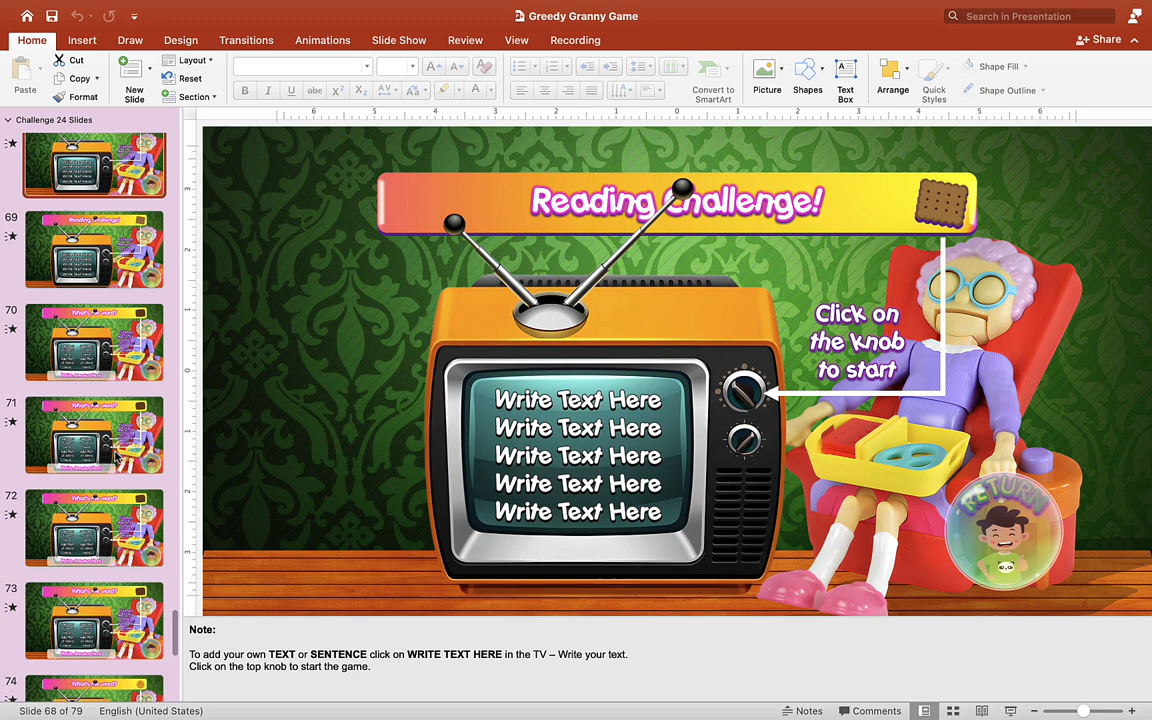 Greedy Granny Game
Search in Presentation
Home Insert Draw Design Transitions Animations Slide Show Review View Recording
Share
Paste
Cut
Copy
Format
New
Slide
Layout
Reset
Section
B I U abc X² X₂ AV Aa A
Convert to
SmartArt
Picture
Shapes
Text
Box
Arrange
Quick
Styles
Shape Fill
Shape Outline
Challenge 24 Slides
69
70
71
72
73
74
Reading Challenge!
Click on
the knob
to start
Write Text Here
Write Text Here
Write Text Here
Write Text Here
Write Text Here
RETURN
Note:
To add your own TEXT or SENTENCE click on WRITE TEXT HERE in the TV – Write your text.
Click on the top knob to start the game.
Slide 68 of 79 English (United States)
Notes Comments